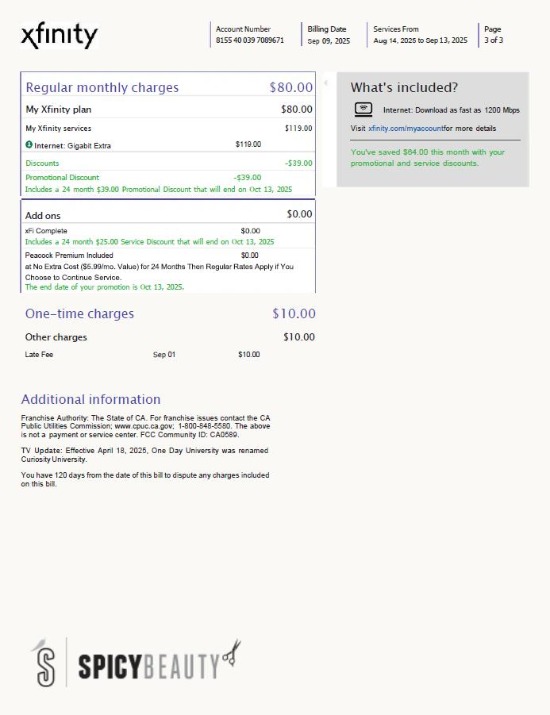 xfinity
Account Number
8155 40 039 7089671
Billing Date
Sep 09, 2025
Services From
Aug 14, 2025 to Sep 13, 2025
Page
3 of 3
Regular monthly charges $80.00
My Xfinity plan $80.00
My Xfinity services $119.00
Internet: Gigabit Extra $119.00
Discounts -$39.00
Promotional Discount -$39.00
Includes a 24 month $39.00 Promotional Discount that will end on Oct 13, 2025
Add ons $0.00
xFi Complete $0.00
Includes a 24 month $25.00 Service Discount that will end on Oct 13, 2025
Peacock Premium Included $0.00
at No Extra Cost ($5.99/mo. Value) for 24 Months Then Regular Rates Apply if You
Choose to Continue Service.
The end date of your promotion is Oct 13, 2025.
One-time charges $10.00
Other charges $10.00
Late Fee Sep 01 $10.00
What's included?
Internet: Download as fast as 1200 Mbps
Visit xfinity.com/myaccountfor more details
You've saved $64.00 this month with your
promotional and service discounts.
Additional information
Franchise Authority: The State of CA. For franchise issues contact the CA
Public Utilities Commission; www.cpuc.ca.gov; 1-800-848-5580. The above
is not a payment or service center. FCC Community ID: CA0589.
TV Update: Effective April 18, 2025, One Day University was renamed
CuriosityUniversity.
You have 120 days from the date of this bill to dispute any charges included
on this bill.
SPICYBEAUTY